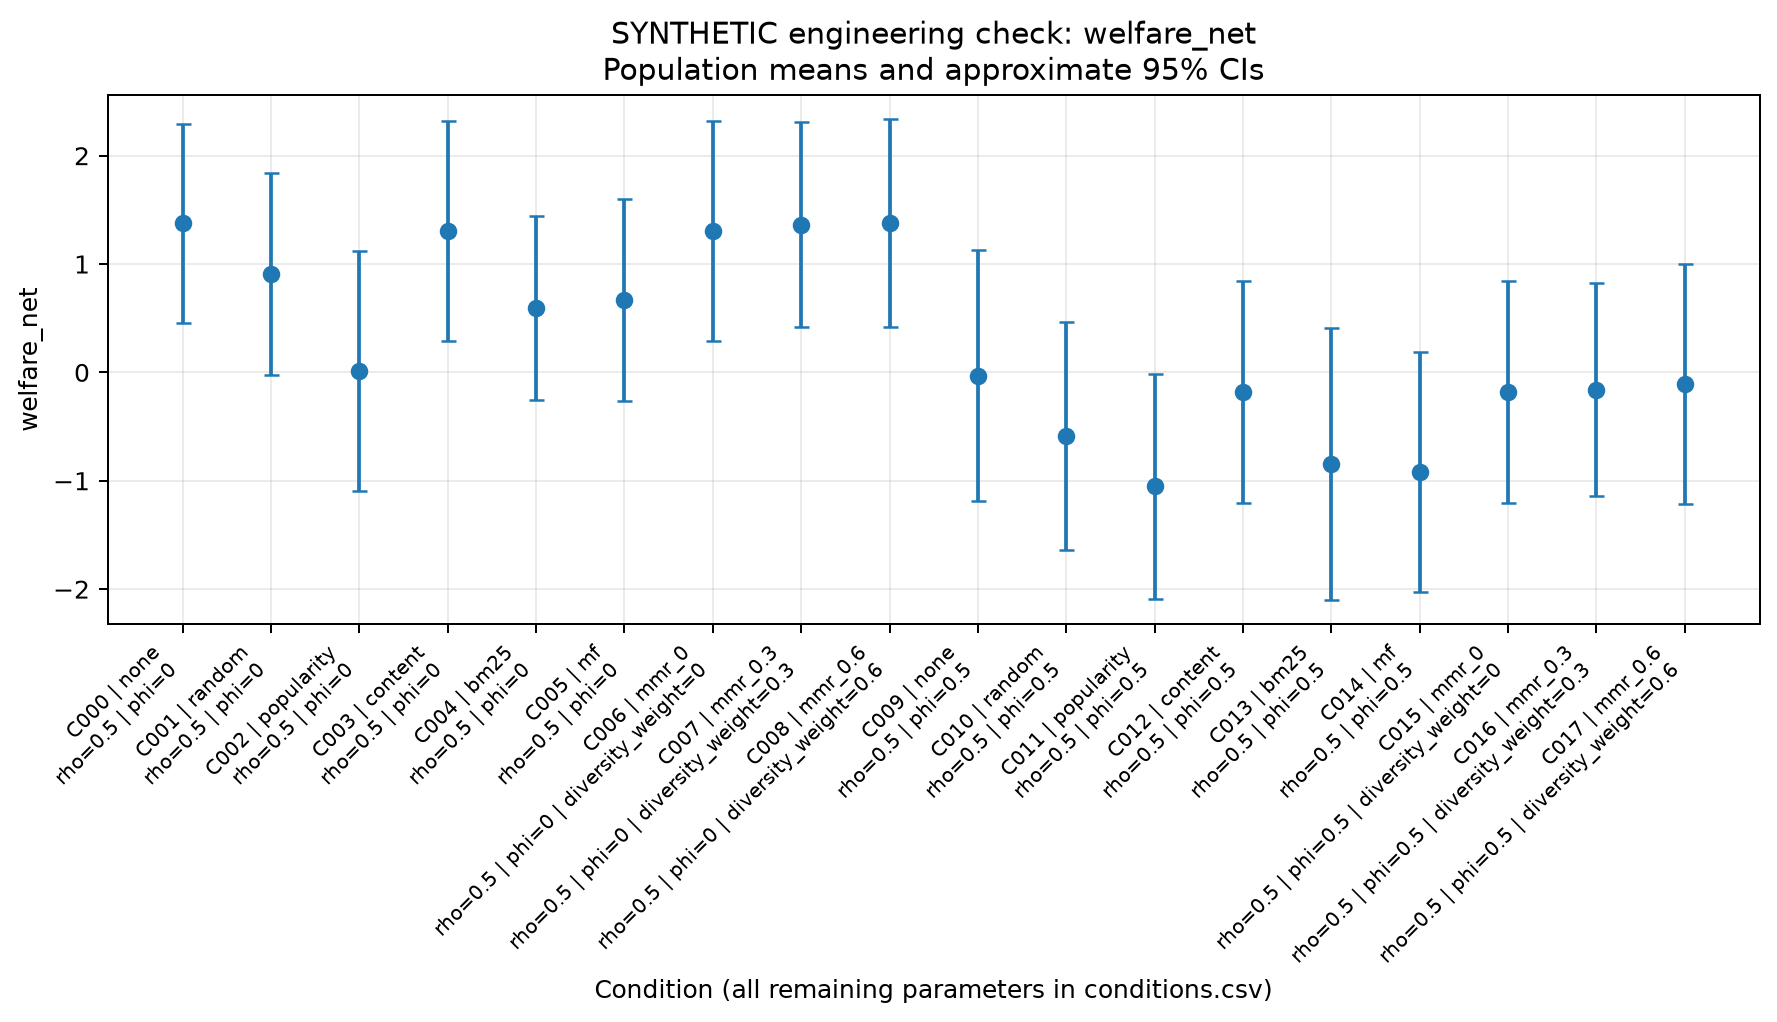 SYNTHETIC engineering check: welfare_net
Population means and approximate 95% CIs
welfare_net
2
1
0
−1
−2
C000 | none
rho=0.5 | phi=0
C001 | random
rho=0.5 | phi=0
C002 | popularity
rho=0.5 | phi=0
C003 | content
rho=0.5 | phi=0
C004 | bm25
rho=0.5 | phi=0
C005 | mf
rho=0.5 | phi=0
C006 | mmr_0
rho=0.5 | phi=0 | diversity_weight=0
C007 | mmr_0.3
rho=0.5 | phi=0 | diversity_weight=0.3
C008 | mmr_0.6
rho=0.5 | phi=0 | diversity_weight=0.6
C009 | none
rho=0.5 | phi=0.5
C010 | random
rho=0.5 | phi=0.5
C011 | popularity
rho=0.5 | phi=0.5
C012 | content
rho=0.5 | phi=0.5
C013 | bm25
rho=0.5 | phi=0.5
C014 | mf
rho=0.5 | phi=0.5
C015 | mmr_0
rho=0.5 | phi=0.5 | diversity_weight=0
C016 | mmr_0.3
rho=0.5 | phi=0.5 | diversity_weight=0.3
C017 | mmr_0.6
rho=0.5 | phi=0.5 | diversity_weight=0.6
Condition (all remaining parameters in conditions.csv)